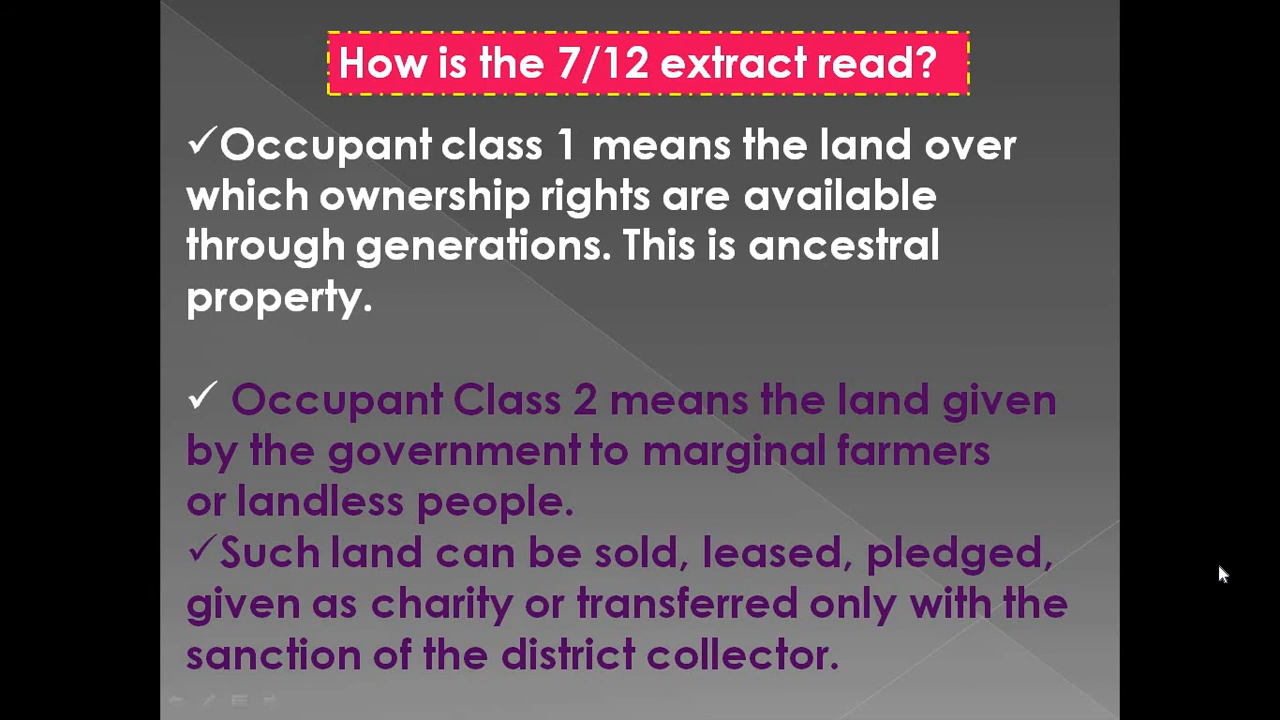 How is the 7/12 extract read?
✓Occupant class 1 means the land over
which ownership rights are available
through generations. This is ancestral
property.
✓ Occupant Class 2 means the land given
by the government to marginal farmers
or landless people.
✓Such land can be sold, leased, pledged,
given as charity or transferred only with the
sanction of the district collector.